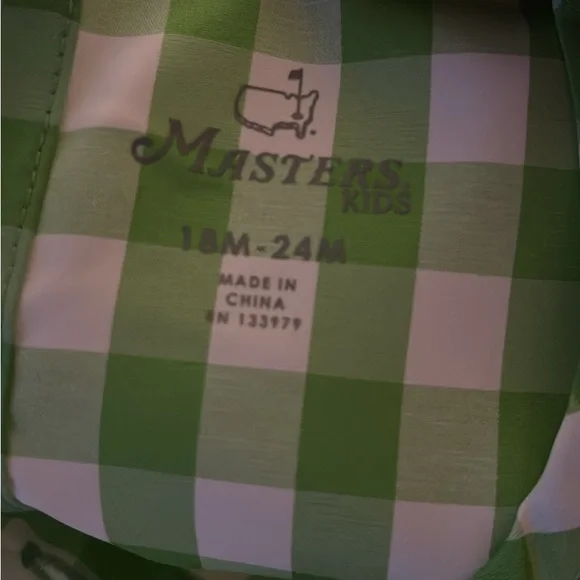 MASTERS
KIDS
18M-24M
MADE IN
CHINA
RN 133979